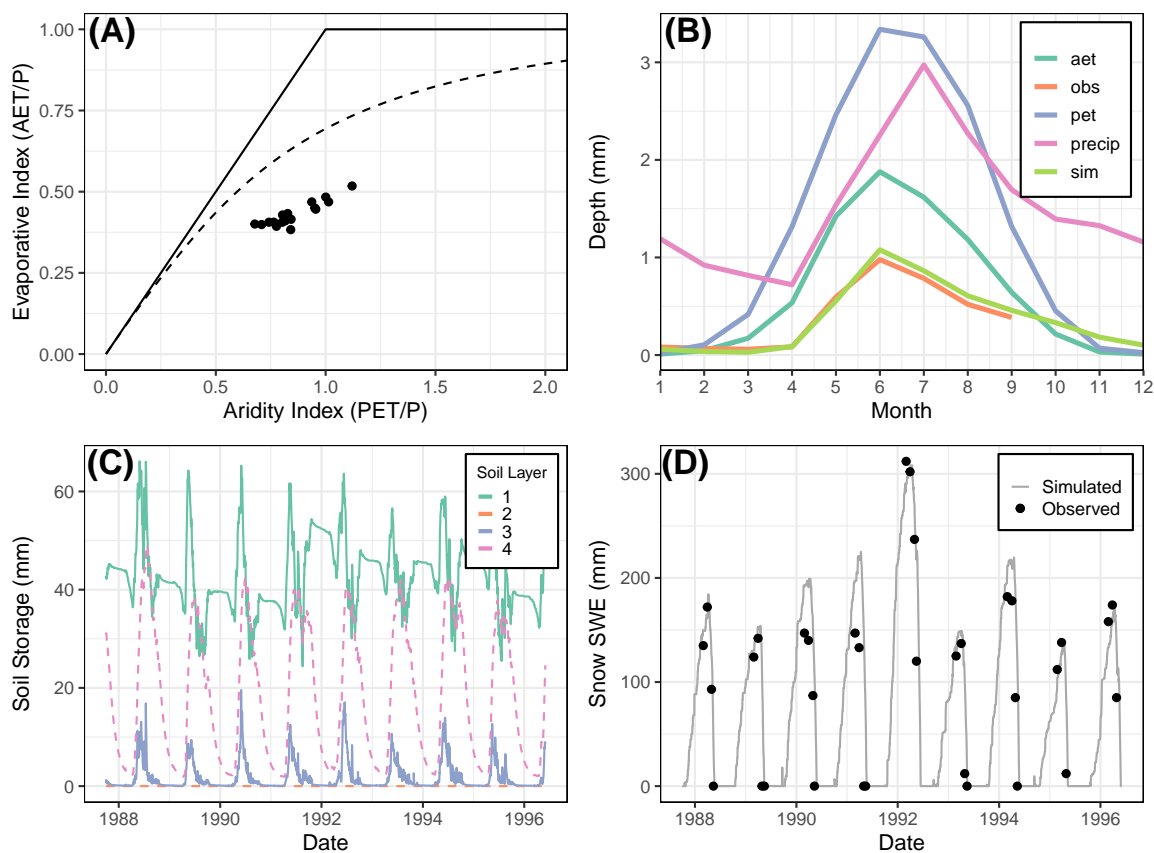 (A)
Evaporative Index (AET/P)
1.00
0.75
0.50
0.25
0.00
0.0 0.5 1.0 1.5 2.0
Aridity Index (PET/P)
(B)
Depth (mm)
3
2
1
0
aet
obs
pet
precip
sim
1 2 3 4 5 6 7 8 9 10 11 12
Month
(C)
Soil Storage (mm)
60
40
20
0
Soil Layer
1
2
3
4
1988 1990 1992 1994 1996
Date
(D)
Snow SWE (mm)
300
200
100
0
Simulated
Observed
1988 1990 1992 1994 1996
Date